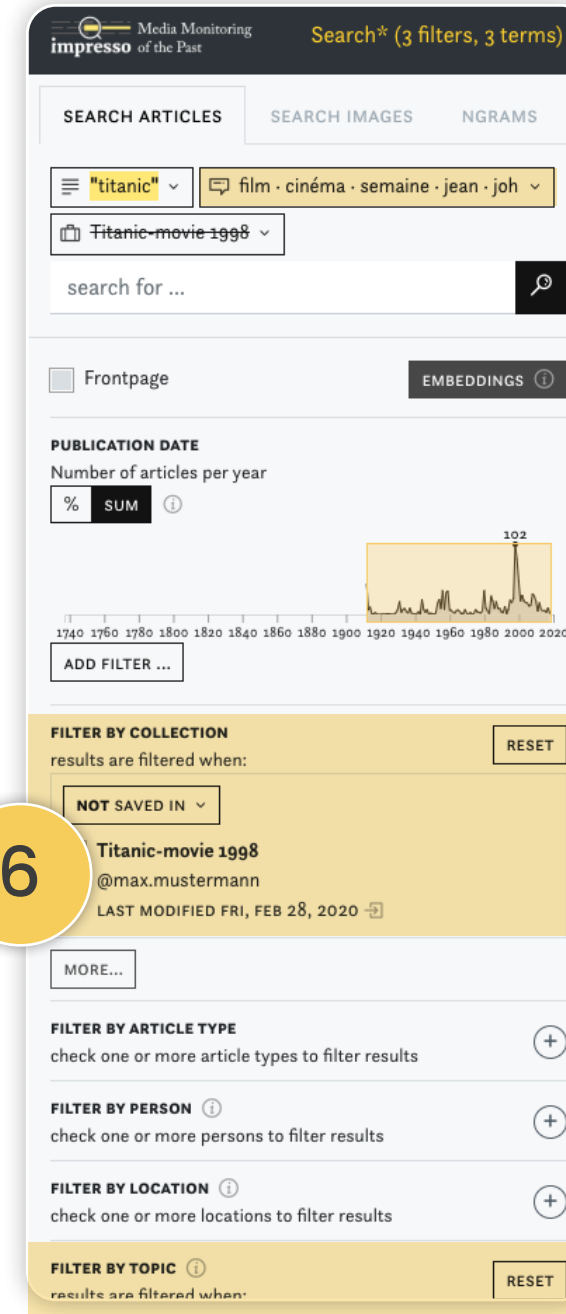 impresso Media Monitoring of the Past
Search* (3 filters, 3 terms)
SEARCH ARTICLES SEARCH IMAGES NGRAMS
"titanic" film · cinéma · semaine · jean · joh
Titanic-movie 1998
search for ...
Frontpage EMBEDDINGS
PUBLICATION DATE
Number of articles per year
% SUM
102
1740 1760 1780 1800 1820 1840 1860 1880 1900 1920 1940 1960 1980 2000 2020
ADD FILTER ...
FILTER BY COLLECTION RESET
results are filtered when:
NOT SAVED IN
6
Titanic-movie 1998
@max.mustermann
LAST MODIFIED FRI, FEB 28, 2020
MORE...
FILTER BY ARTICLE TYPE
check one or more article types to filter results
FILTER BY PERSON
check one or more persons to filter results
FILTER BY LOCATION
check one or more locations to filter results
FILTER BY TOPIC RESET
results are filtered when: